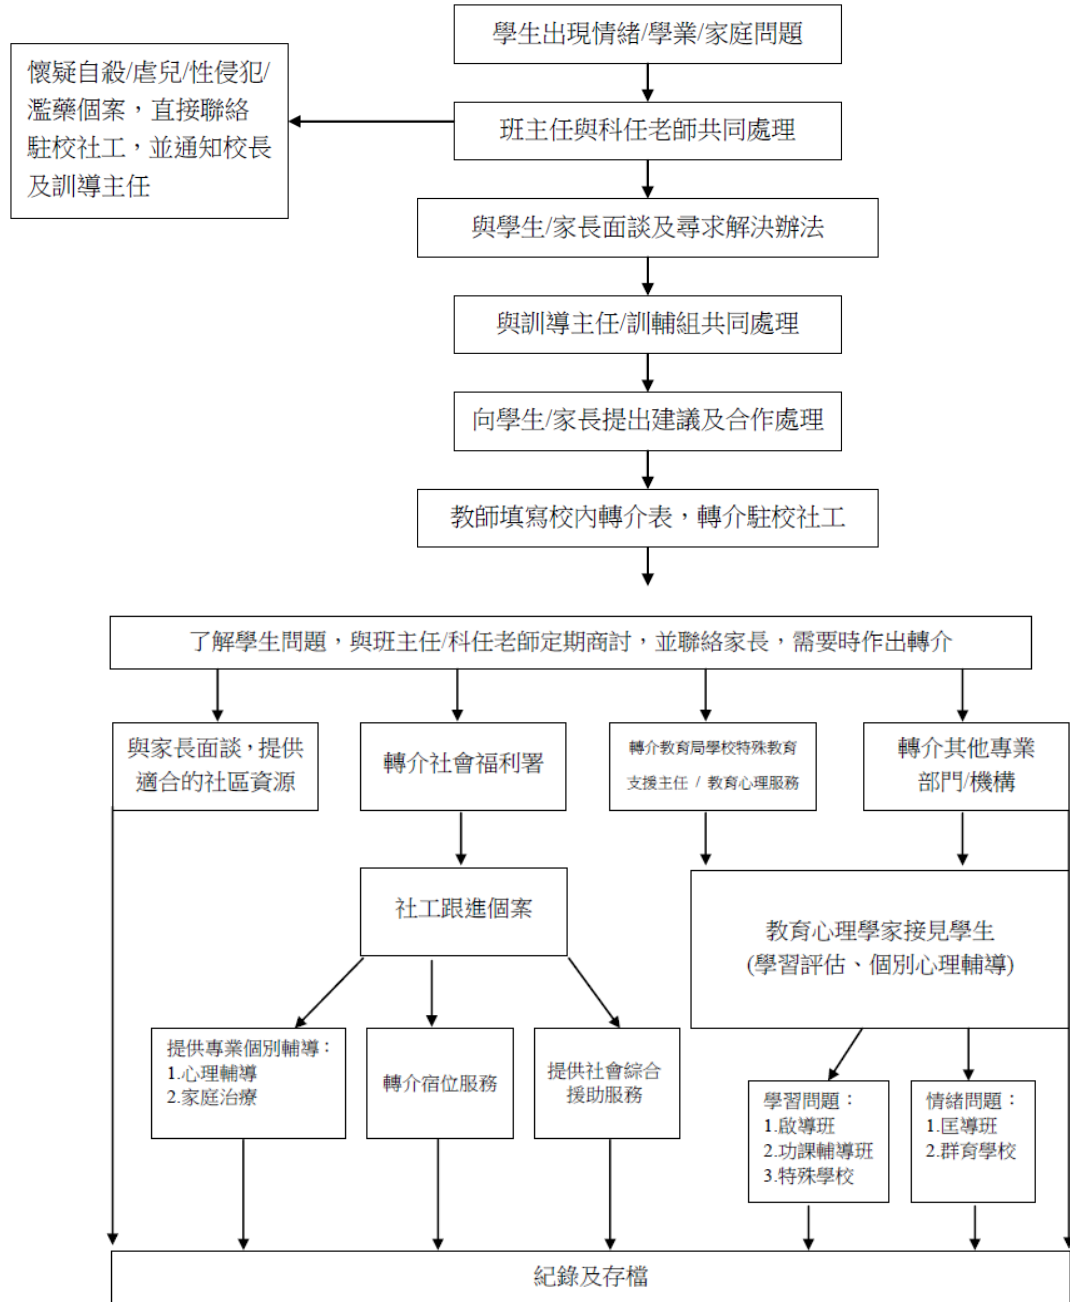 學生出現情緒/學業/家庭問題
懷疑自殺/虐兒/性侵犯/
濫藥個案，直接聯絡
駐校社工，並通知校長
及訓導主任
班主任與科任老師共同處理
與學生/家長面談及尋求解決辦法
與訓導主任/訓輔組共同處理
向學生/家長提出建議及合作處理
教師填寫校內轉介表，轉介駐校社工
了解學生問題，與班主任/科任老師定期商討，並聯絡家長，需要時作出轉介
與家長面談，提供
適合的社區資源
轉介社會福利署
轉介教育局學校特殊教育
支援主任 / 教育心理服務
轉介其他專業
部門/機構
社工跟進個案
教育心理學家接見學生
(學習評估、個別心理輔導)
提供專業個別輔導：
1.心理輔導
2.家庭治療
轉介宿位服務
提供社會綜合
援助服務
學習問題：
1.啟導班
2.功課輔導班
3.特殊學校
情緒問題：
1.匡導班
2.群育學校
紀錄及存檔